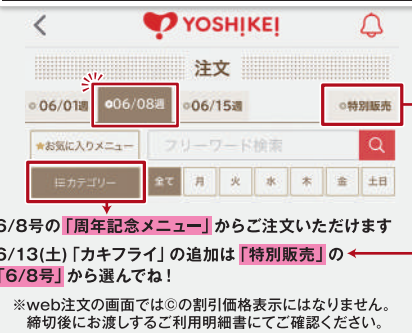 YOSHIKEI
注文
06/01週 06/08週 06/15週 特別販売
★お気に入りメニュー フリーワード検索
カテゴリー 全て 月 火 水 木 金 土日
6/8号の「周年記念メニュー」からご注文いただけます
6/13(土)「カキフライ」の追加は「特別販売」の
「6/8号」から選んでね！
※web注文の画面では©の割引価格表示にはなりません。
締切後にお渡しするご利用明細書にてご確認ください。